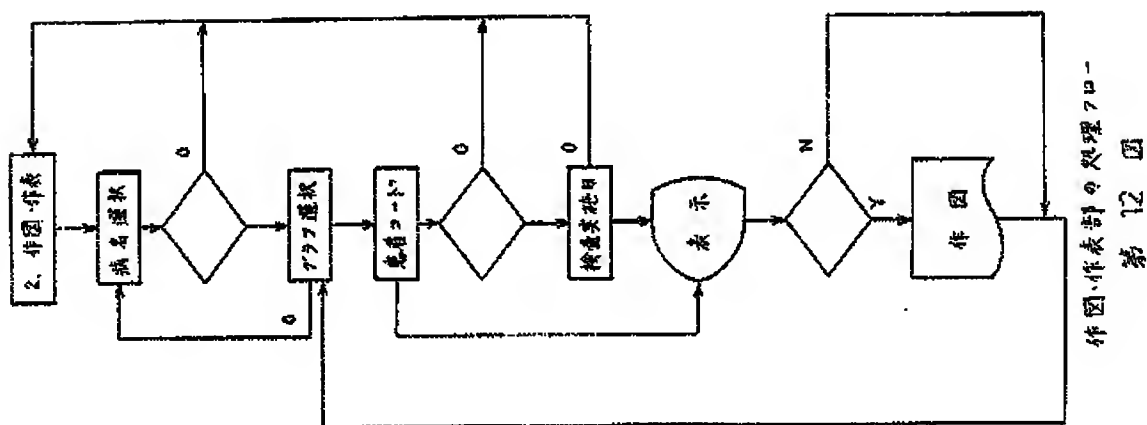 2、作図・作表
病名選択
0
グラフ選択
0
患者コード
0
検査実施日
0
表示
N
Y
作図
作図・作表部の処理フロー
第12図